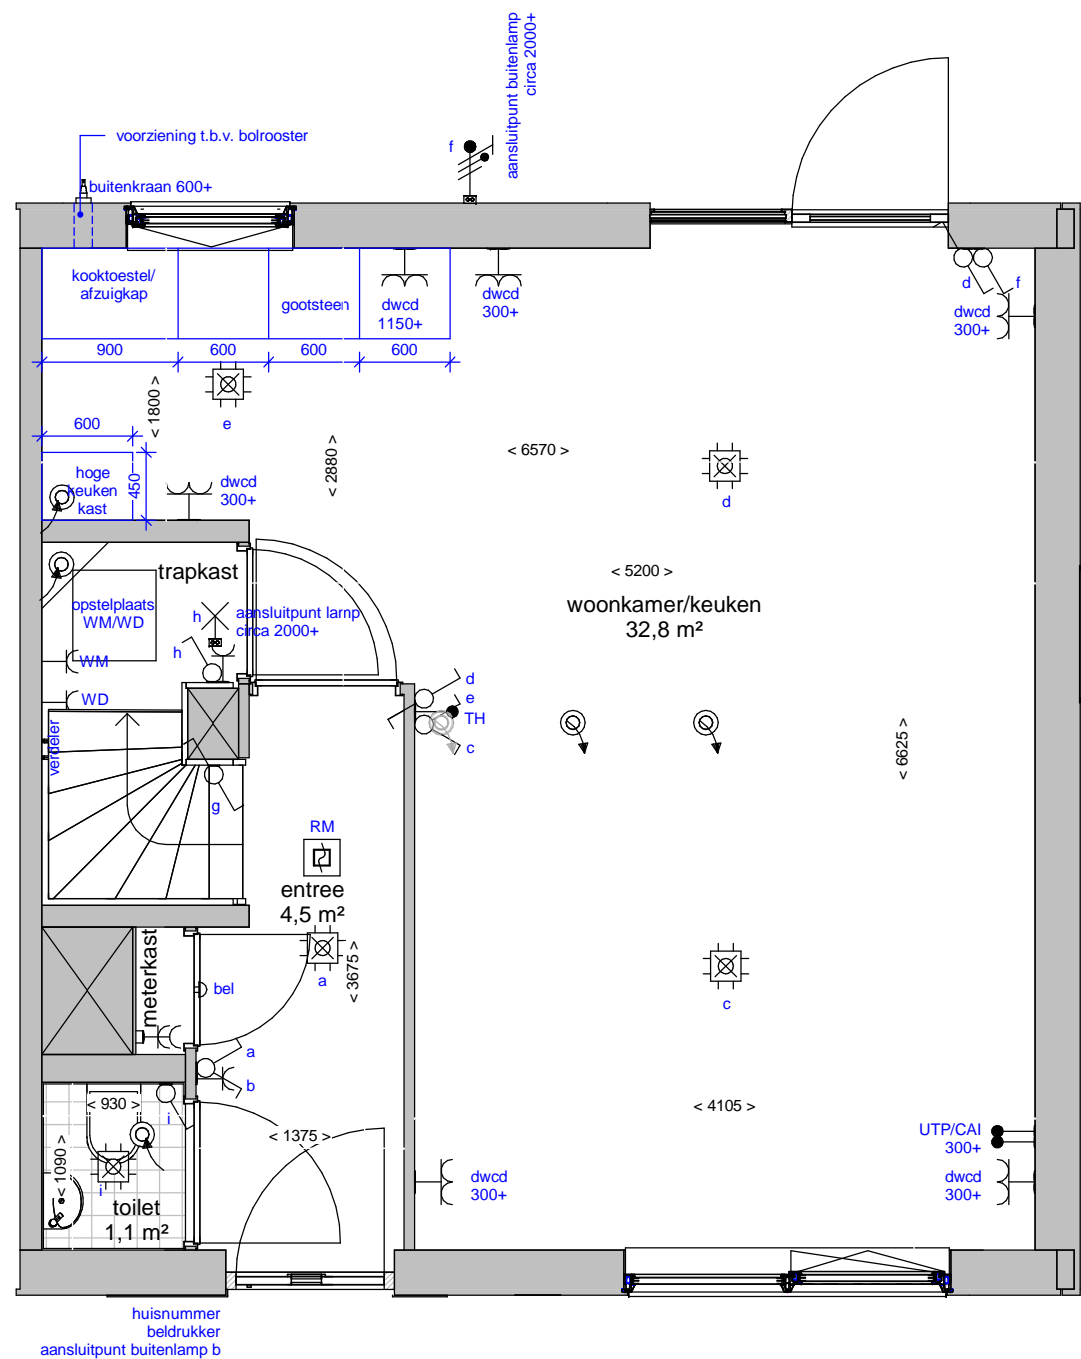 aansluitpunt buitenlamp
circa 2000+
f
voorziening t.b.v. bolrooster
buitenkraan 600+
kooktoestel/
afzuigkap
gootsteen
dwcd
1150+
dwcd
300+
d
f
dwcd
300+
900
600
600
600
e
< 1800 >
600
< 2880 >
< 6570 >
hoge
keuken
kast
450
dwcd
300+
d
trapkast
< 5200 >
woonkamer/keuken
32,8 m²
opstelplaats
WM/WD
h
aansluitpunt lamp
circa 2000+
h
WM
WD
d
e
TH
c
verdeler
< 6625 >
g
RM
entree
4,5 m²
meterkast
a
< 3675 >
bel
c
a
b
< 930 >
i
< 1375 >
< 4105 >
UTP/CAI
300+
< 1090 >
i
dwcd
300+
dwcd
300+
toilet
1,1 m²
huisnummer
beldrukker
aansluitpunt buitenlamp b